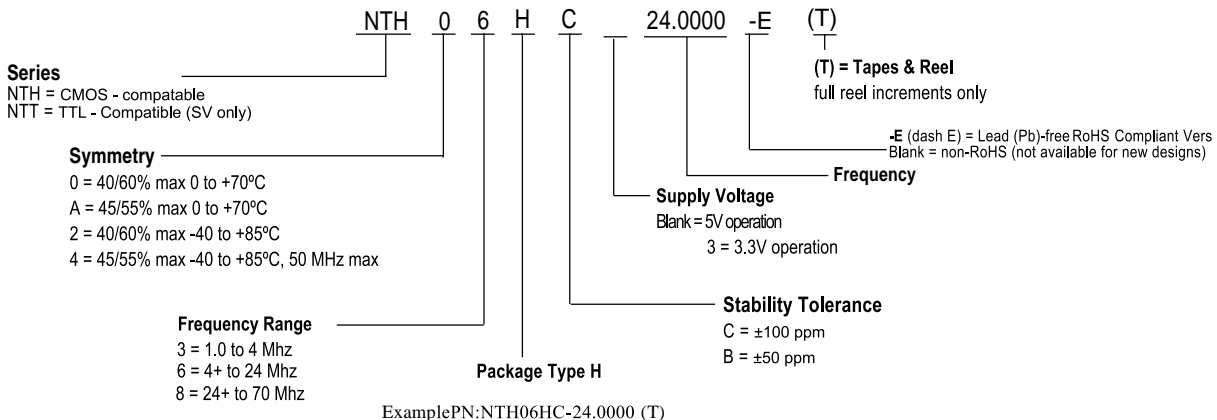 NTH 0 6 H C _ 24.0000 -E (T)
Series
NTH = CMOS - compatable
NTT = TTL - Compatible (SV only)
(T) = Tapes & Reel
full reel increments only
-E (dash E) = Lead (Pb)-free RoHS Compliant Vers
Blank = non-RoHS (not available for new designs)
Symmetry
0 = 40/60% max 0 to +70ºC
A = 45/55% max 0 to +70ºC
2 = 40/60% max -40 to +85ºC
4 = 45/55% max -40 to +85ºC, 50 MHz max
Frequency
Supply Voltage
Blank = 5V operation
3 = 3.3V operation
Stability Tolerance
C = ±100 ppm
B = ±50 ppm
Frequency Range
3 = 1.0 to 4 Mhz
6 = 4+ to 24 Mhz
8 = 24+ to 70 Mhz
Package Type H
ExamplePN:NTH06HC-24.0000 (T)